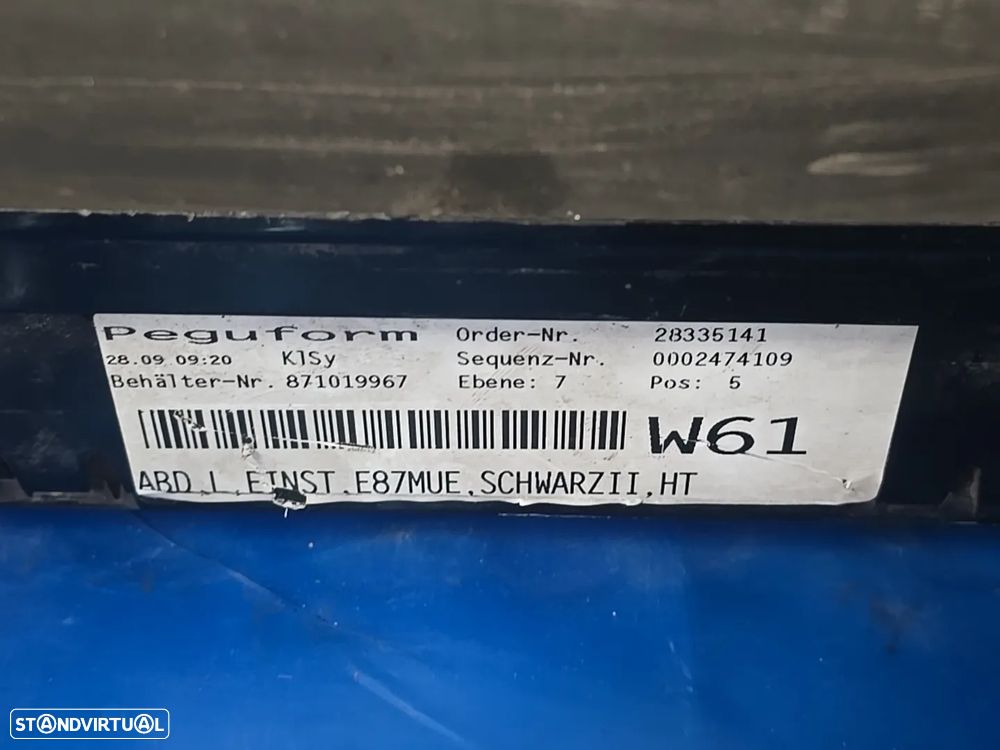 Peguform Order-Nr. 28335141
28.09 09:20 KlSy Sequenz-Nr. 0002474109
Behälter-Nr. 871019967 Ebene: 7 Pos: 5
W61
ABD.L.EINST.E87MUE.SCHWARZII.HT
STANDVIRTUAL